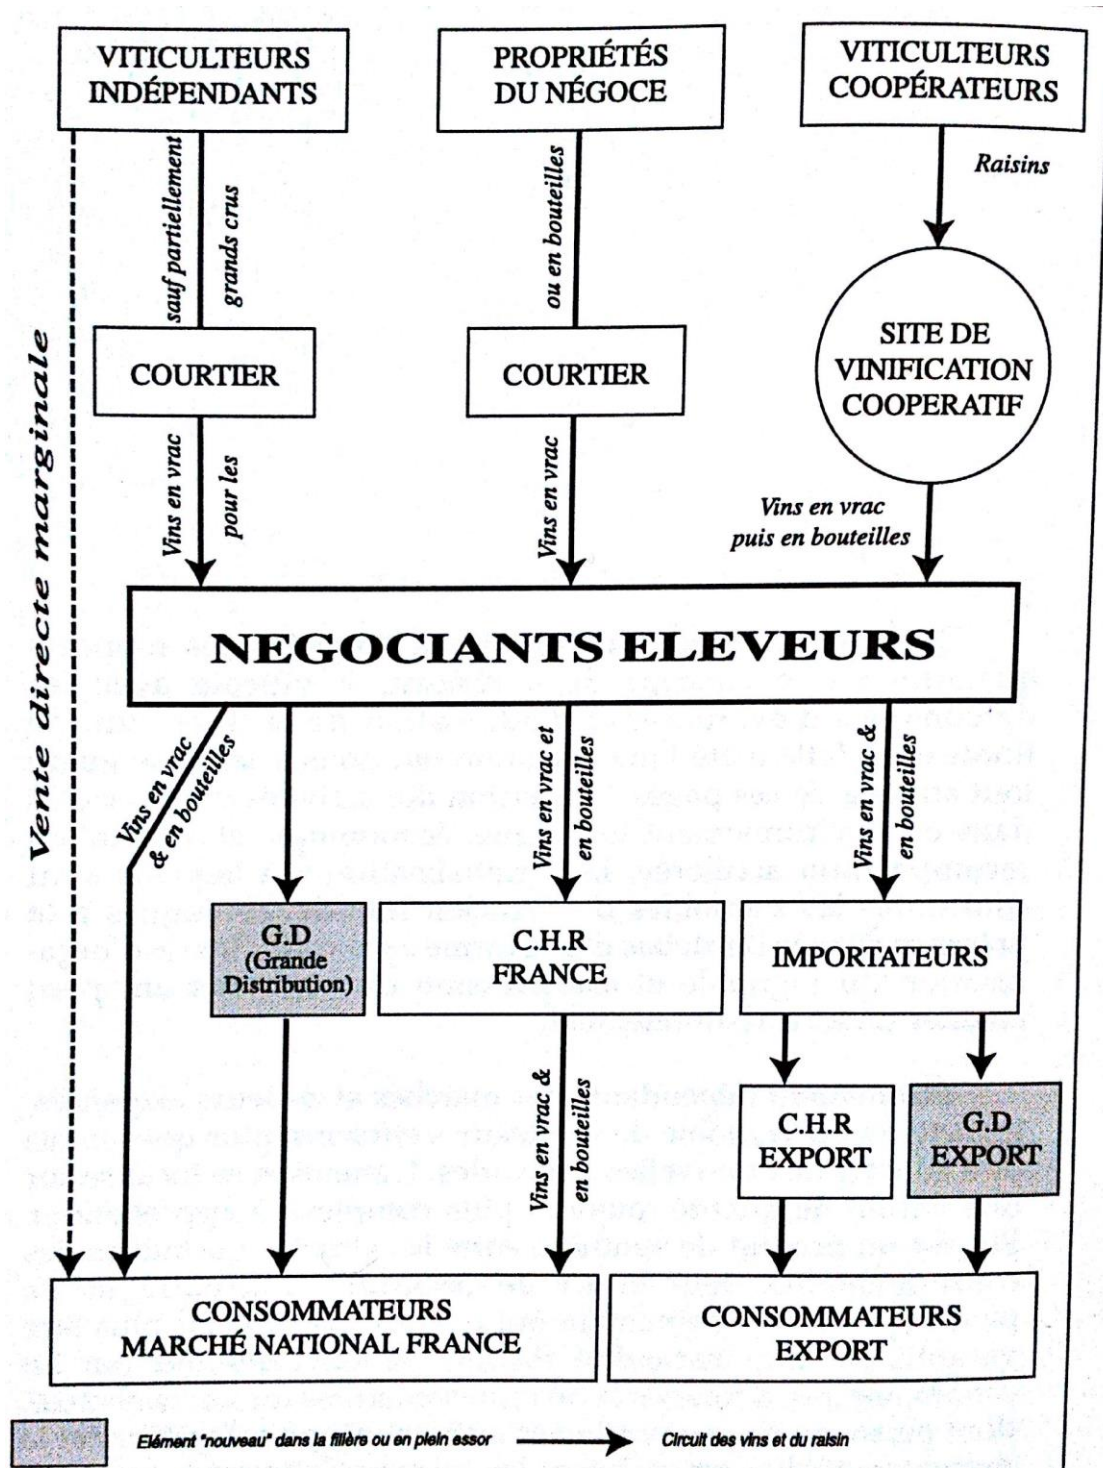 VITICULTEURS
INDÉPENDANTS
PROPRIÉTÉS
DU NÉGOCE
VITICULTEURS
COOPÉRATEURS
sauf partiellement
grands crus
ou en bouteilles
Raisins
COURTIER
COURTIER
SITE DE
VINIFICATION
COOPERATIF
Vente directe marginale
Vins en vrac
pour les
Vins en vrac
Vins en vrac
puis en bouteilles
NEGOCIANTS ELEVEURS
Vins en vrac
& en bouteilles
Vins en vrac et
en bouteilles
Vins en vrac &
en bouteilles
G.D
(Grande
Distribution)
C.H.R
FRANCE
IMPORTATEURS
Vins en vrac &
en bouteilles
C.H.R
EXPORT
G.D
EXPORT
CONSOMMATEURS
MARCHÉ NATIONAL FRANCE
CONSOMMATEURS
EXPORT
Elément "nouveau" dans la filière ou en plein essor
Circuit des vins et du raisin